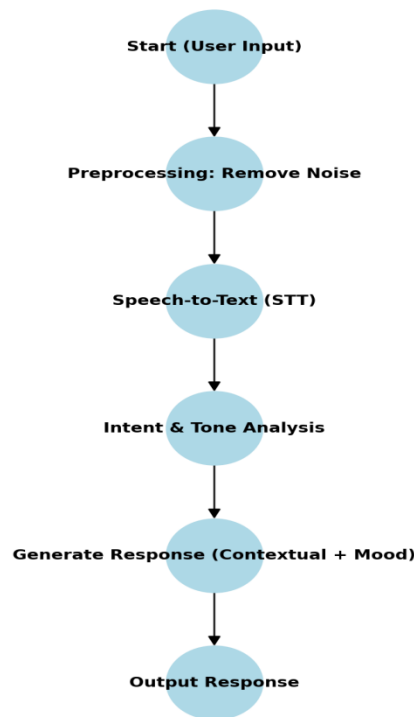 Start (User Input)
Preprocessing: Remove Noise
Speech-to-Text (STT)
Intent & Tone Analysis
Generate Response (Contextual + Mood)
Output Response